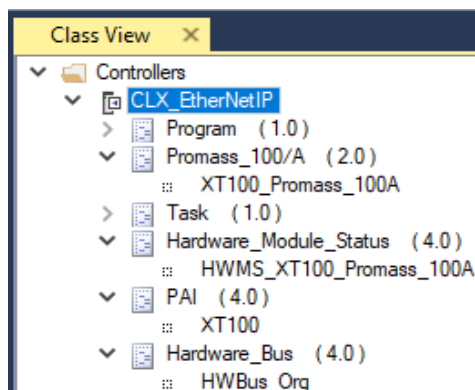 Class View
Controllers
CLX_EtherNetIP
Program (1.0)
Promass_100/A (2.0)
XT100_Promass_100A
Task (1.0)
Hardware_Module_Status (4.0)
HWMS_XT100_Promass_100A
PAI (4.0)
XT100
Hardware_Bus (4.0)
HWBus_Org